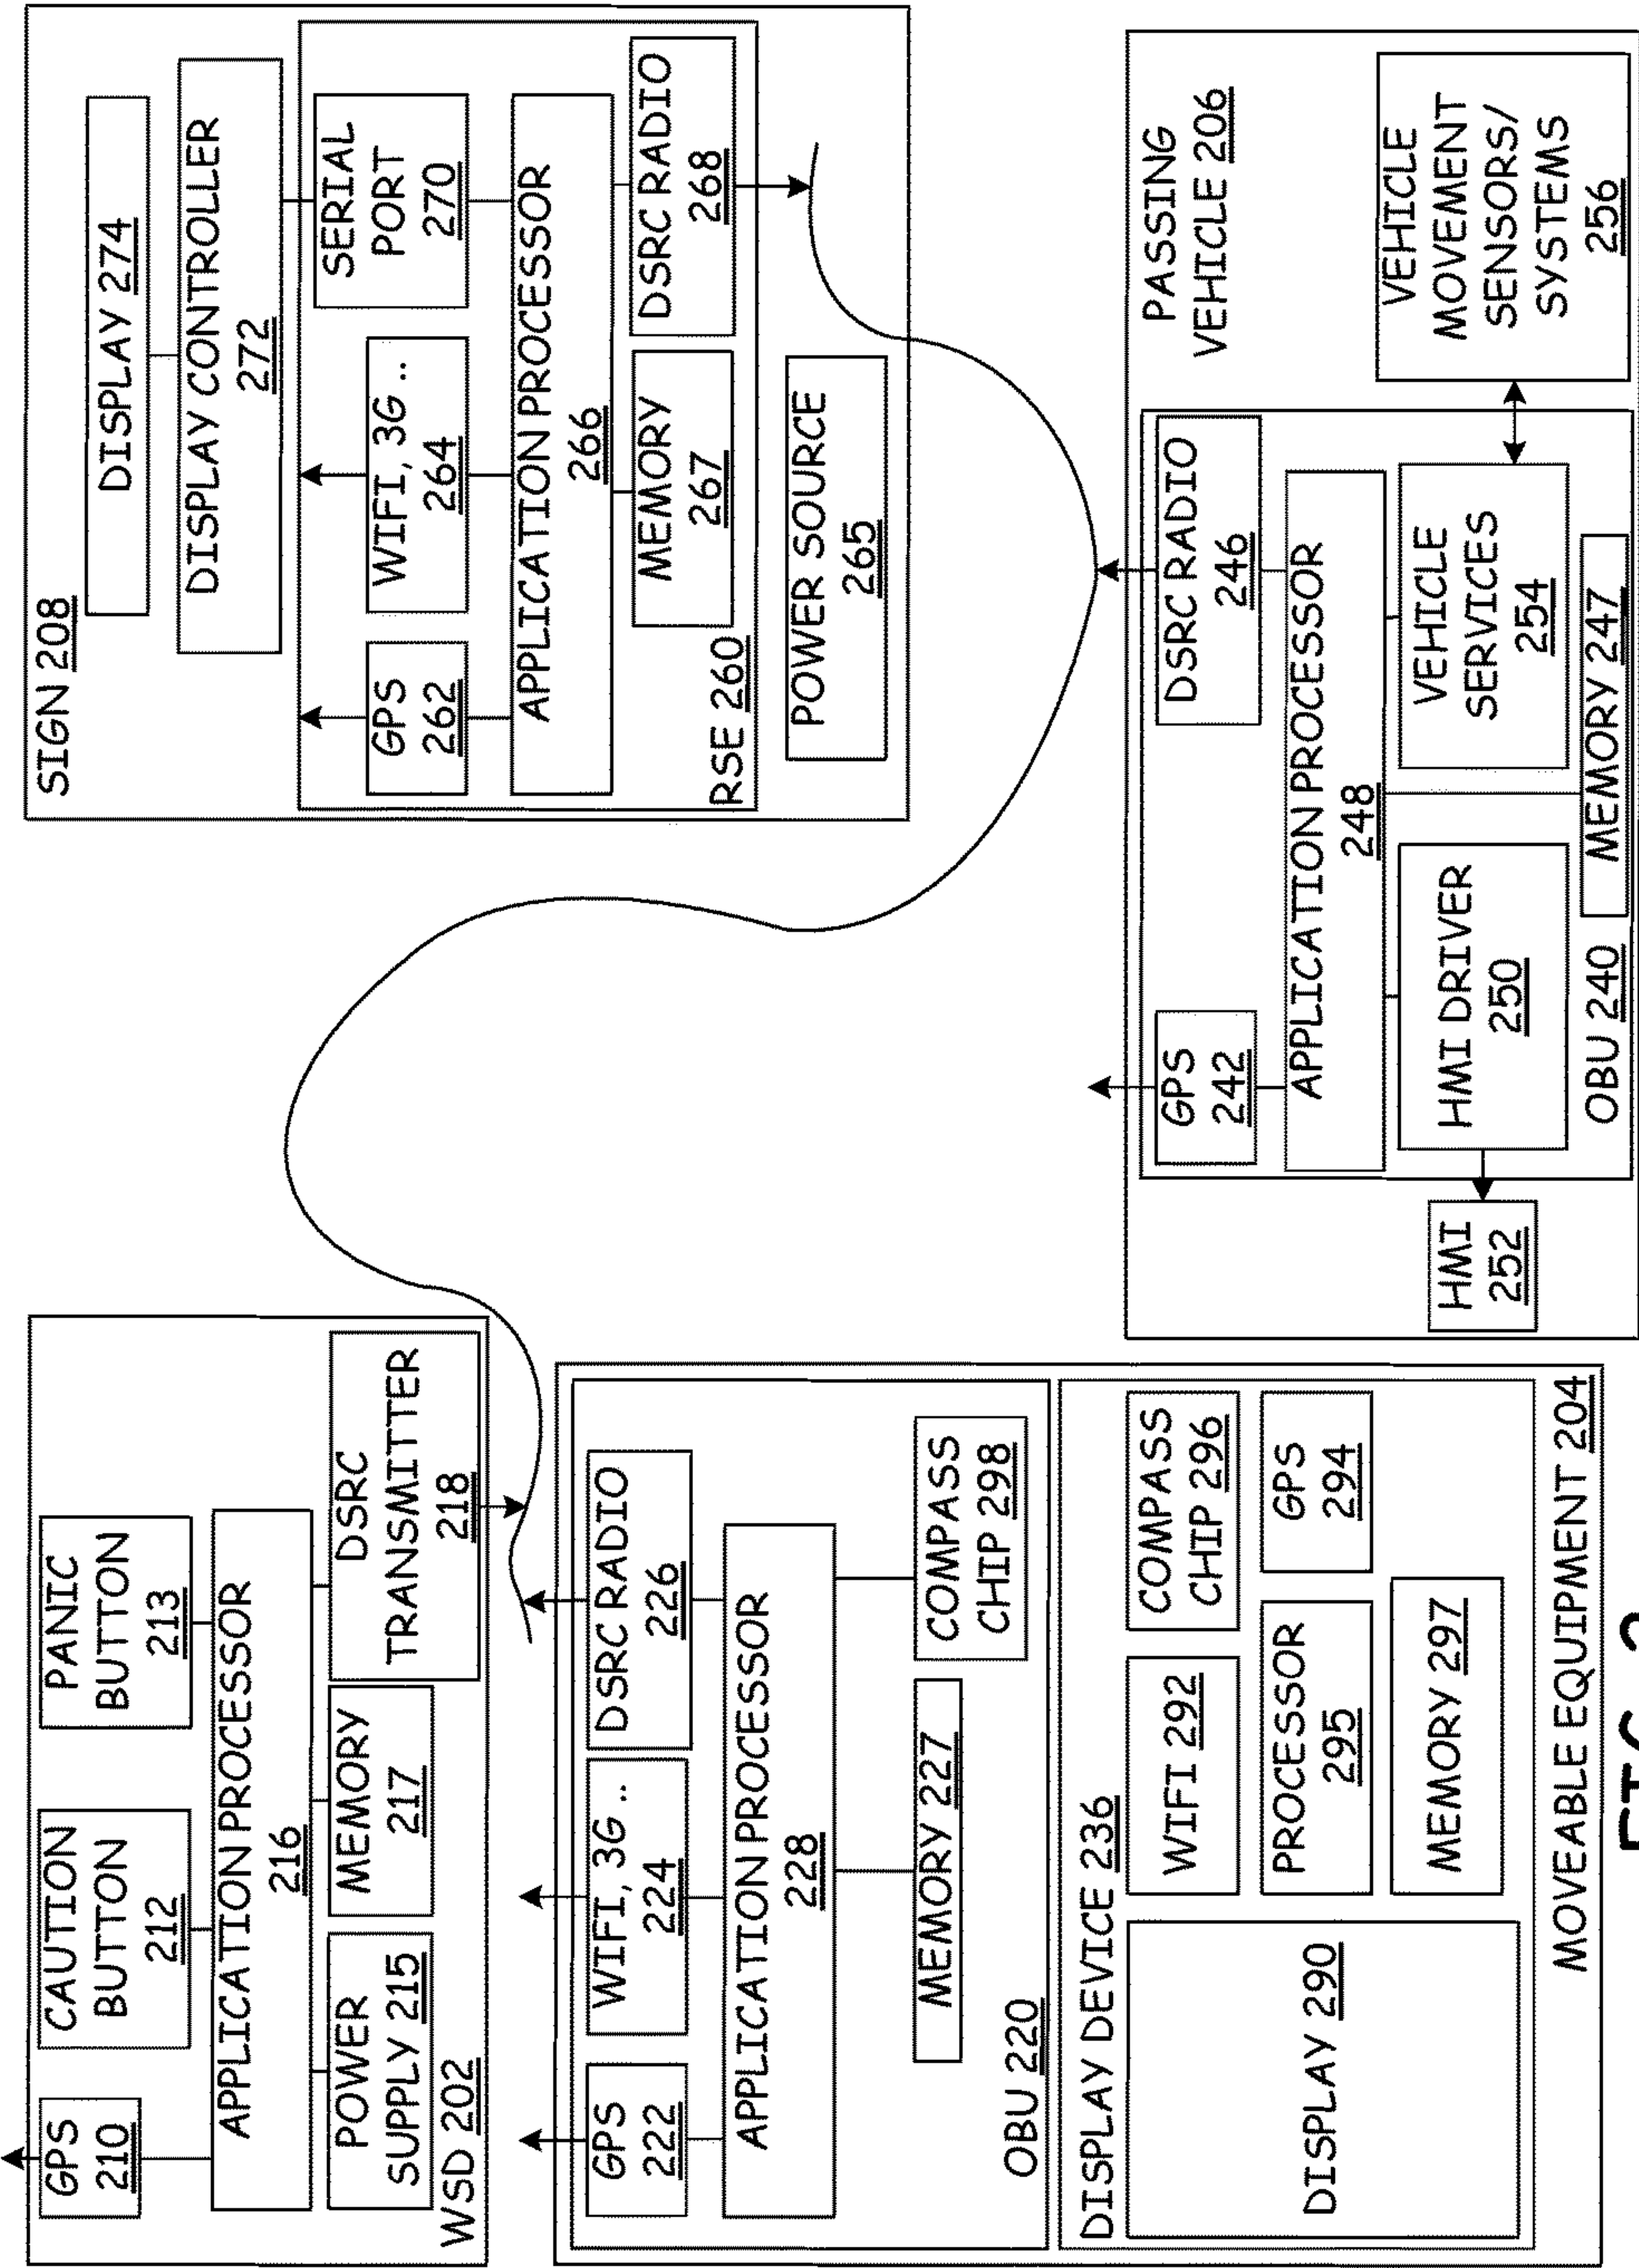 GPS
210
CAUTION
BUTTON
212
PANIC
BUTTON
213
APPLICATION PROCESSOR
216
POWER
SUPPLY 215
MEMORY
217
DSRC
TRANSMITTER
218
WSD 202
GPS
222
WIFI, 3G ..
224
DSRC RADIO
226
APPLICATION PROCESSOR
228
MEMORY 227
COMPASS
CHIP 298
OBU 220
DISPLAY DEVICE 236
DISPLAY 290
WIFI 292
COMPASS
CHIP 296
PROCESSOR
295
GPS
294
MEMORY 297
MOVEABLE EQUIPMENT 204
SIGN 208
DISPLAY 274
DISPLAY CONTROLLER
272
GPS
262
WIFI, 3G ..
264
SERIAL
PORT
270
APPLICATION PROCESSOR
266
MEMORY
267
DSRC RADIO
268
RSE 260
POWER SOURCE
265
PASSING
VEHICLE 206
GPS
242
DSRC RADIO
246
APPLICATION PROCESSOR
248
HMI DRIVER
250
VEHICLE
SERVICES
254
MEMORY 247
OBU 240
HMI
252
VEHICLE
MOVEMENT
SENSORS/
SYSTEMS
256